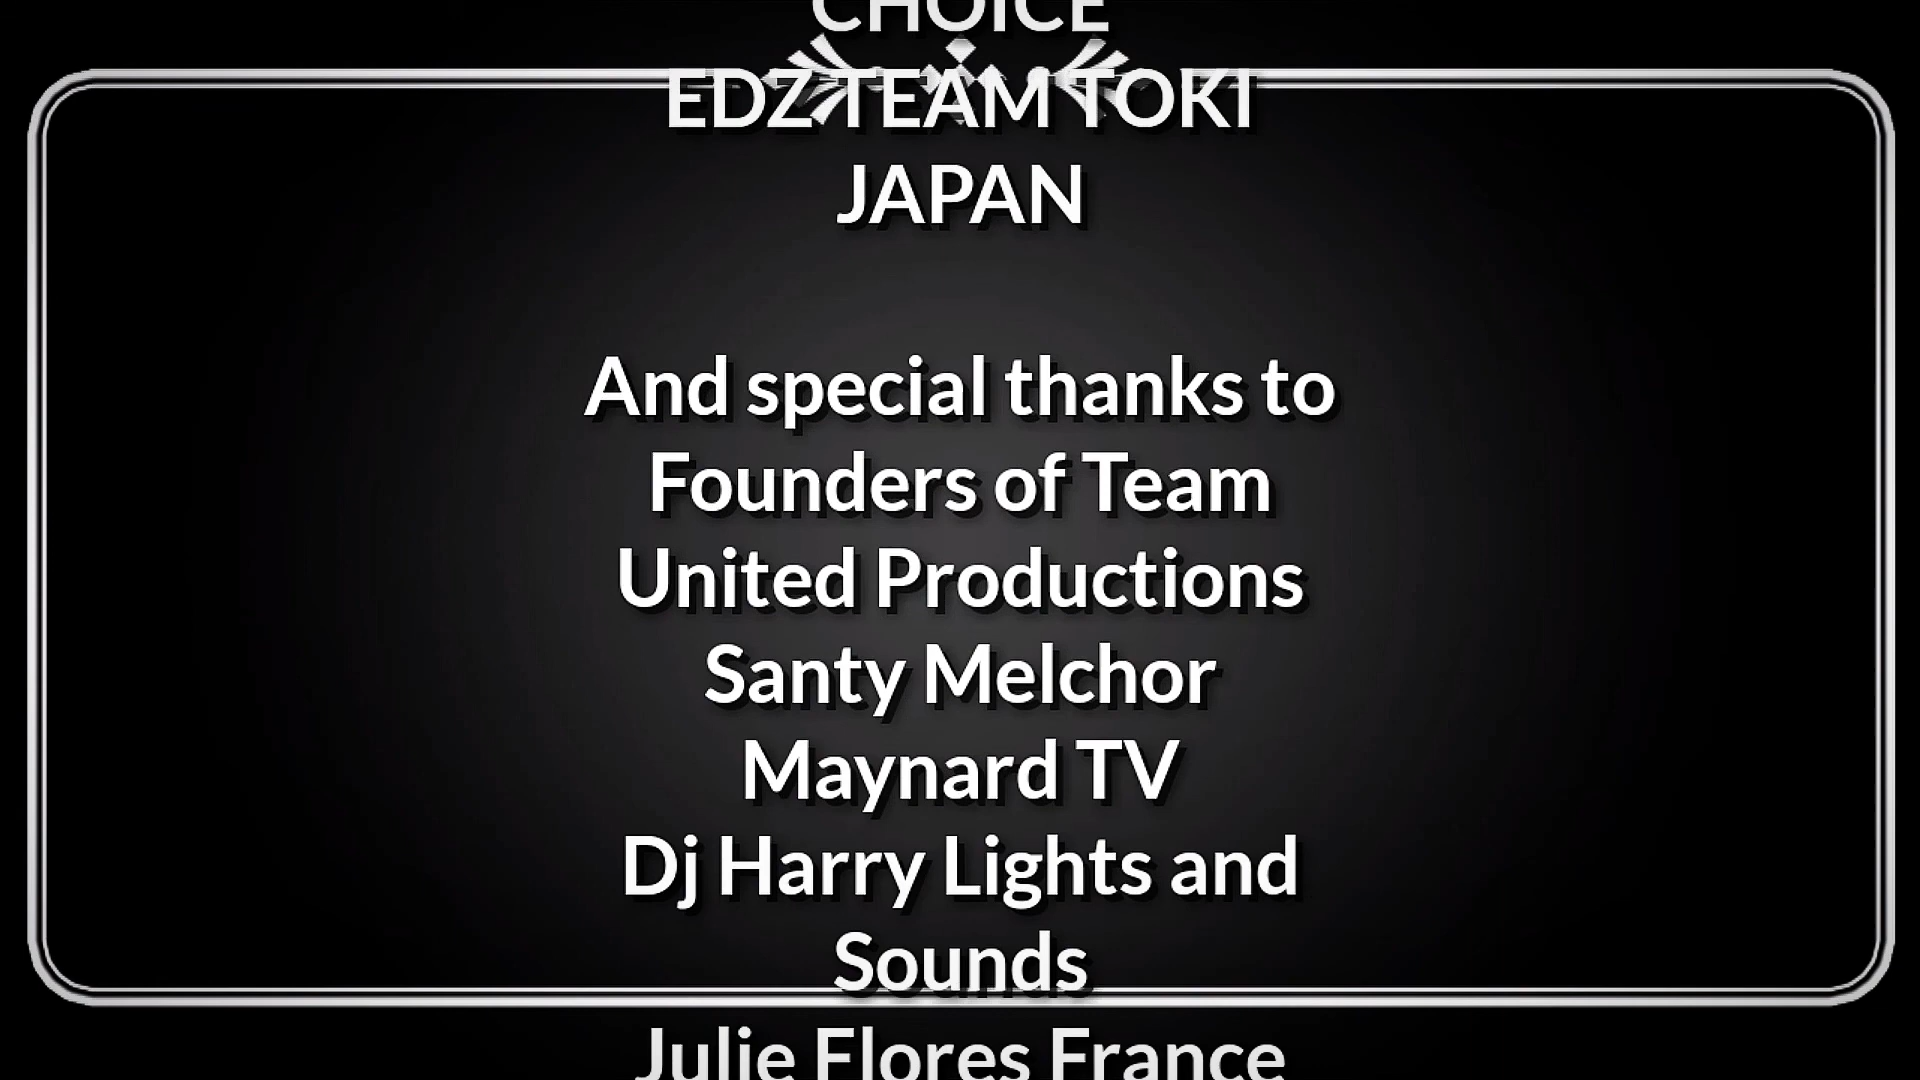 CHOICE
EDZ TEAM TOKI
JAPAN
And special thanks to
Founders of Team
United Productions
Santy Melchor
Maynard TV
Dj Harry Lights and
Sounds
Julie Flores France